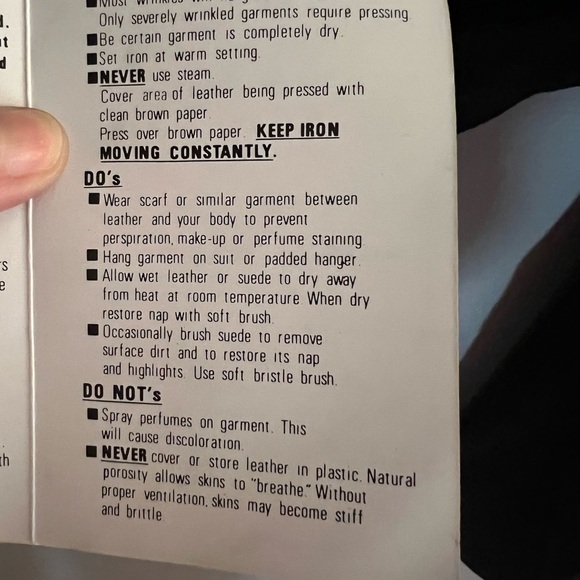 Only severely wrinkled garments require pressing.
■Be certain garment is completely dry.
■Set iron at warm setting.
■NEVER use steam.
Cover area of leather being pressed with
clean brown paper.
Press over brown paper. KEEP IRON
MOVING CONSTANTLY.
DO's
■Wear scarf or similar garment between
leather and your body to prevent
perspiration, make-up or perfume staining.
■Hang garment on suit or padded hanger.
■Allow wet leather or suede to dry away
from heat at room temperature When dry
restore nap with soft brush.
■Occasionally brush suede to remove
surface dirt and to restore its nap
and highlights. Use soft bristle brush.
DO NOT's
■Spray perfumes on garment. This
will cause discoloration.
■NEVER cover or store leather in plastic. Natural
porosity allows skins to "breathe." Without
proper ventilation, skins may become stiff
and brittle